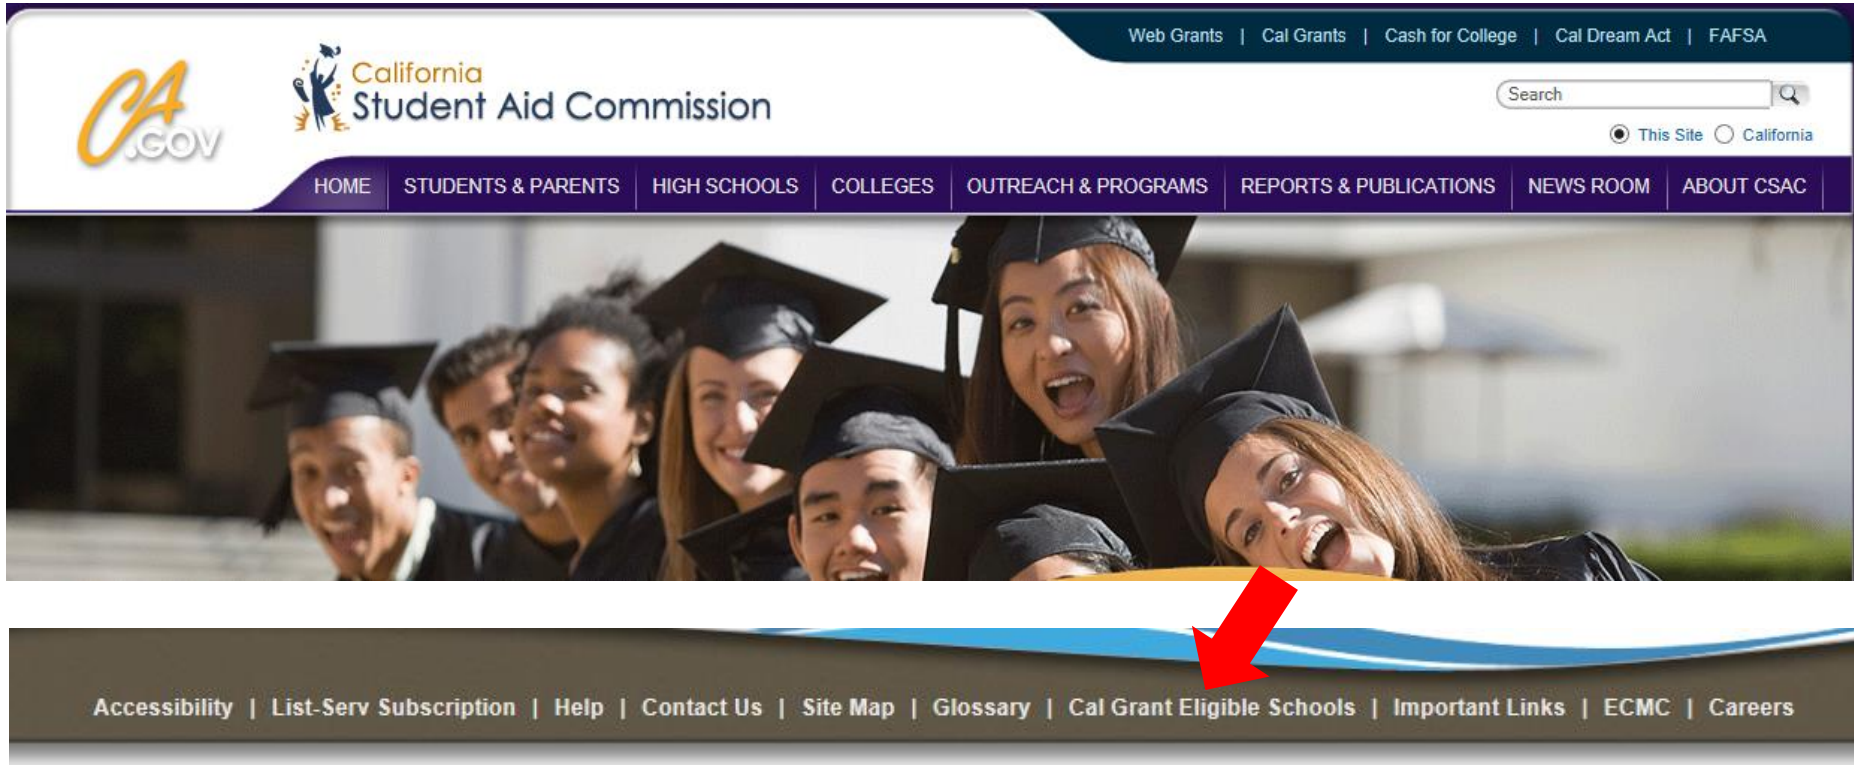 Web Grants | Cal Grants | Cash for College | Cal Dream Act | FAFSA
CA.GOV
California
Student Aid Commission
Search
This Site California
HOME STUDENTS & PARENTS HIGH SCHOOLS COLLEGES OUTREACH & PROGRAMS REPORTS & PUBLICATIONS NEWS ROOM ABOUT CSAC
Accessibility | List-Serv Subscription | Help | Contact Us | Site Map | Glossary | Cal Grant Eligible Schools | Important Links | ECMC | Careers